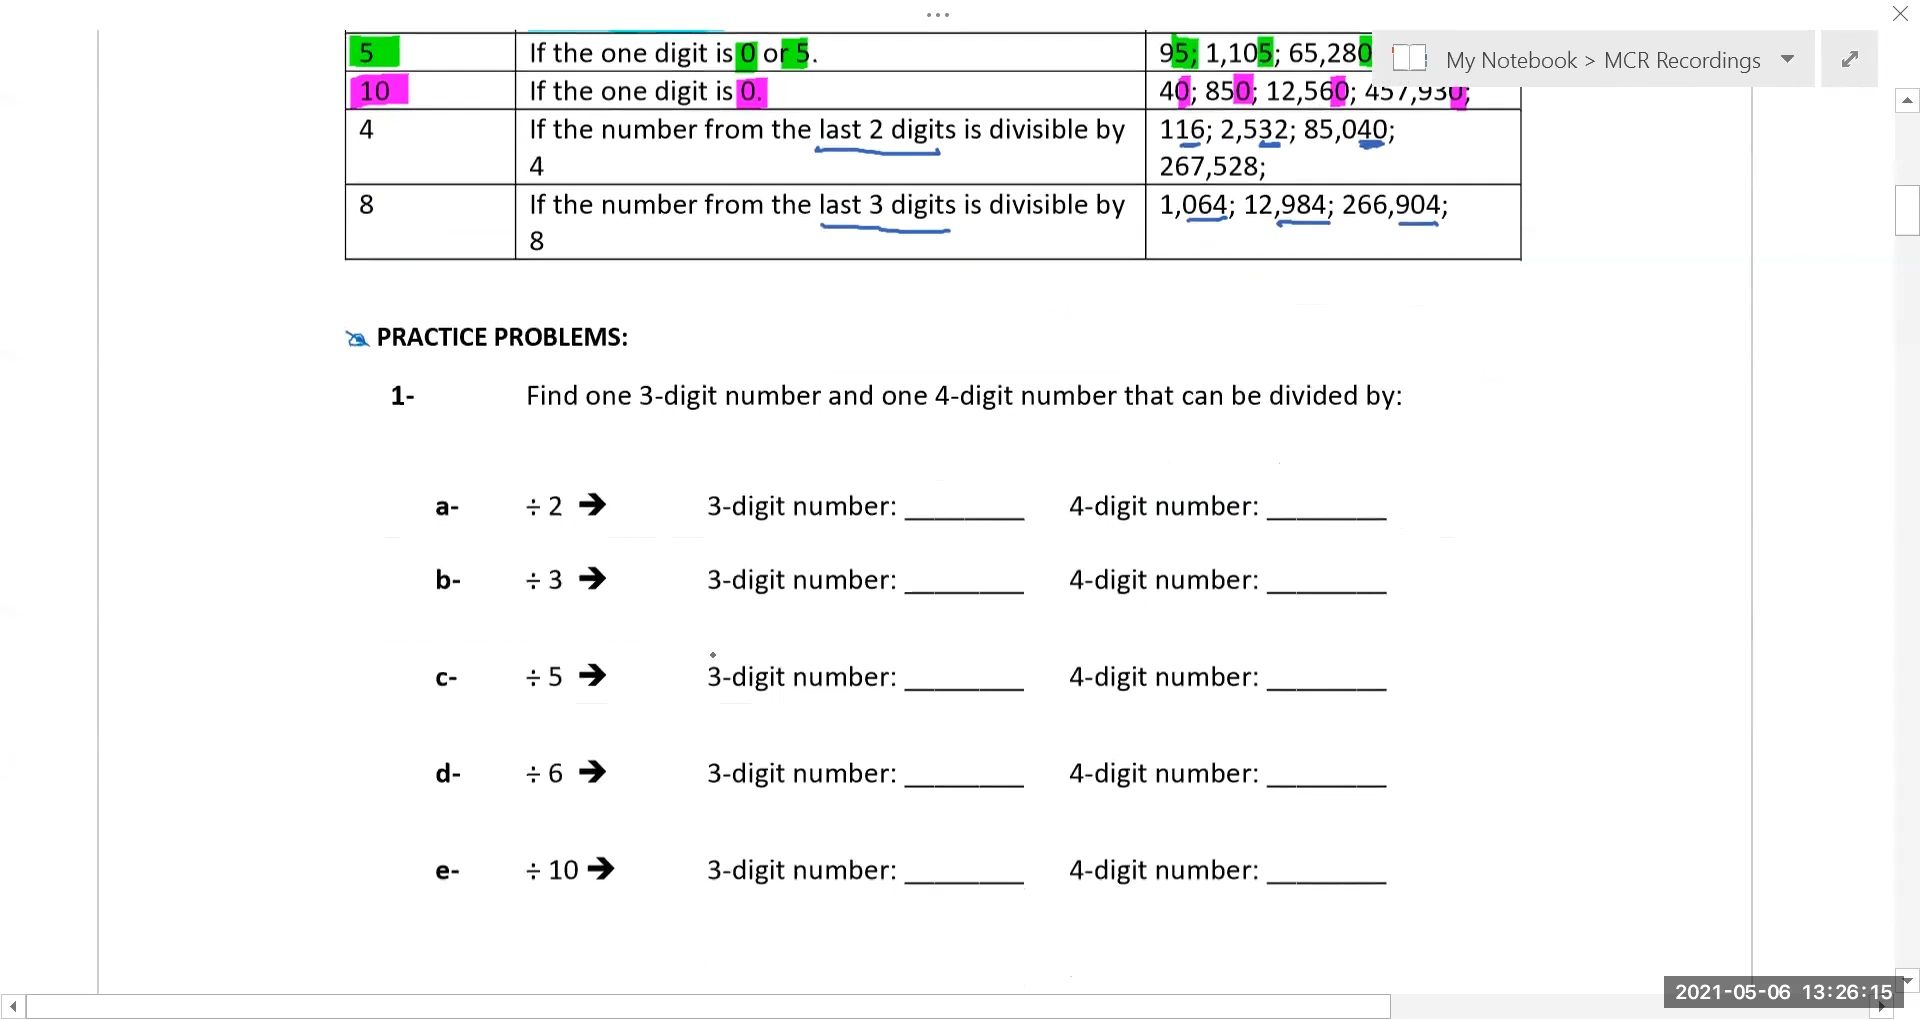 ...
5 If the one digit is 0 or 5. 95; 1,105; 65,280
My Notebook > MCR Recordings
10 If the one digit is 0. 40; 850; 12,560; 457,930;
4 If the number from the last 2 digits is divisible by 116; 2,532; 85,040;
4 267,528;
8 If the number from the last 3 digits is divisible by 1,064; 12,984; 266,904;
8
PRACTICE PROBLEMS:
1- Find one 3-digit number and one 4-digit number that can be divided by:
a- ÷ 2 ➔ 3-digit number: ________ 4-digit number: ________
b- ÷ 3 ➔ 3-digit number: ________ 4-digit number: ________
c- ÷ 5 ➔ 3-digit number: ________ 4-digit number: ________
d- ÷ 6 ➔ 3-digit number: ________ 4-digit number: ________
e- ÷ 10 ➔ 3-digit number: ________ 4-digit number: ________
2021-05-06 13:26:15